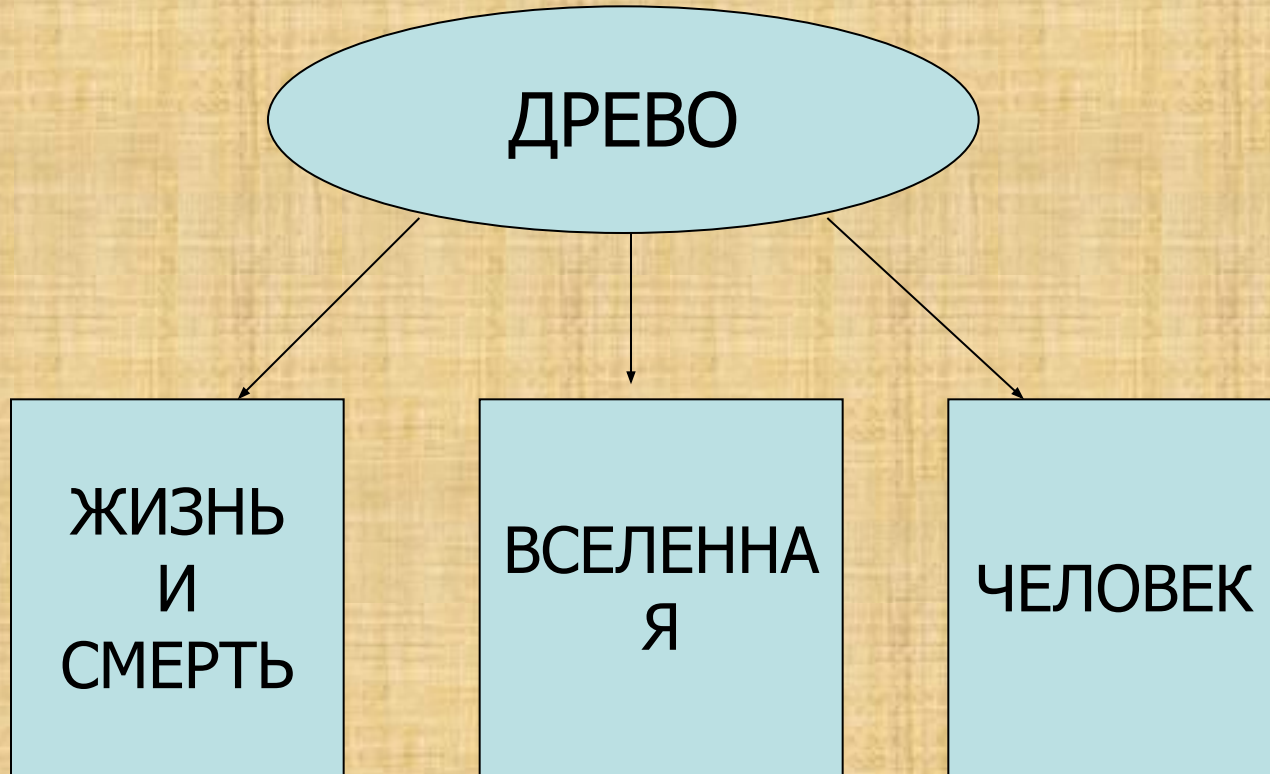 ДРЕВО
ЖИЗНЬ
И
СМЕРТЬ
ВСЕЛЕННА
Я
ЧЕЛОВЕК